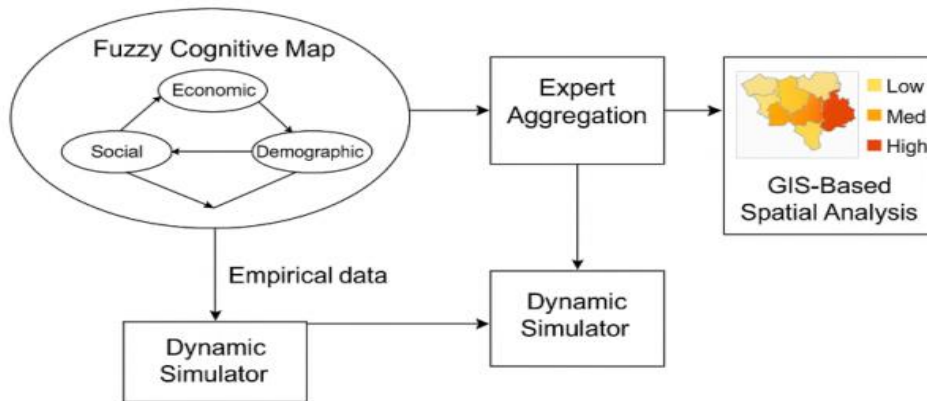 Fuzzy Cognitive Map
Economic
Social
Demographic
Expert
Aggregation
Low
Med
High
GIS-Based
Spatial Analysis
Empirical data
Dynamic
Simulator
Dynamic
Simulator